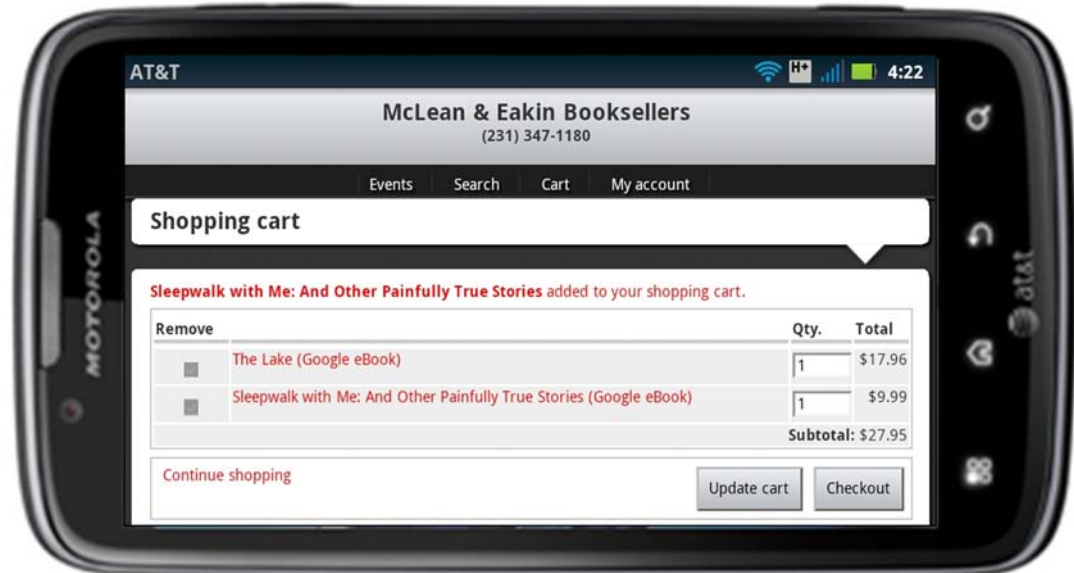 AT&T H+ 4:22
McLean & Eakin Booksellers
(231) 347-1180
Events Search Cart My account
Shopping cart
Sleepwalk with Me: And Other Painfully True Stories added to your shopping cart.
Remove Qty. Total
The Lake (Google eBook) 1 $17.96
Sleepwalk with Me: And Other Painfully True Stories (Google eBook) 1 $9.99
Subtotal: $27.95
Continue shopping Update cart Checkout
MOTOROLA
at&t